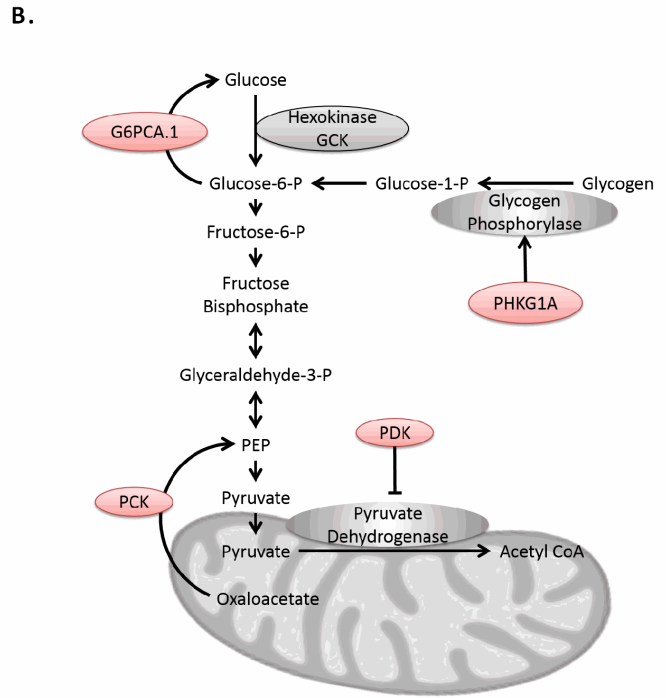 B.
Glucose
G6PCA.1
Hexokinase
GCK
Glucose-6-P
Glucose-1-P
Glycogen
Glycogen
Phosphorylase
Fructose-6-P
Fructose
Bisphosphate
PHKG1A
Glyceraldehyde-3-P
PDK
PEP
PCK
Pyruvate
Pyruvate
Dehydrogenase
Pyruvate
Acetyl CoA
Oxaloacetate